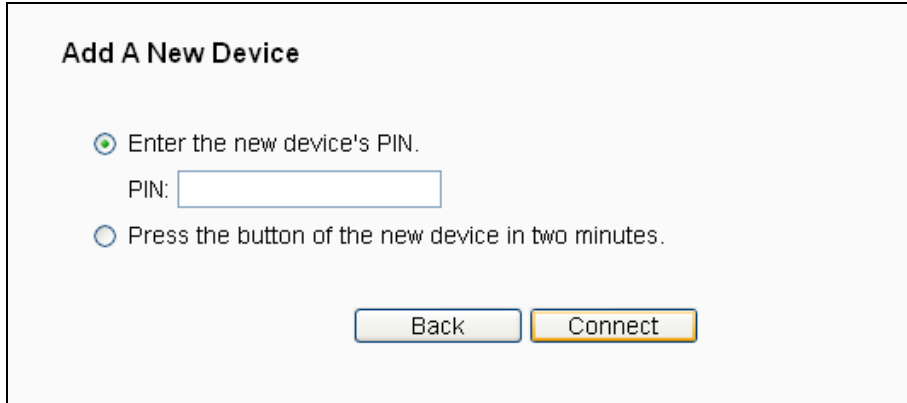 Add A New Device
Enter the new device's PIN.
PIN:
Press the button of the new device in two minutes.
Back Connect